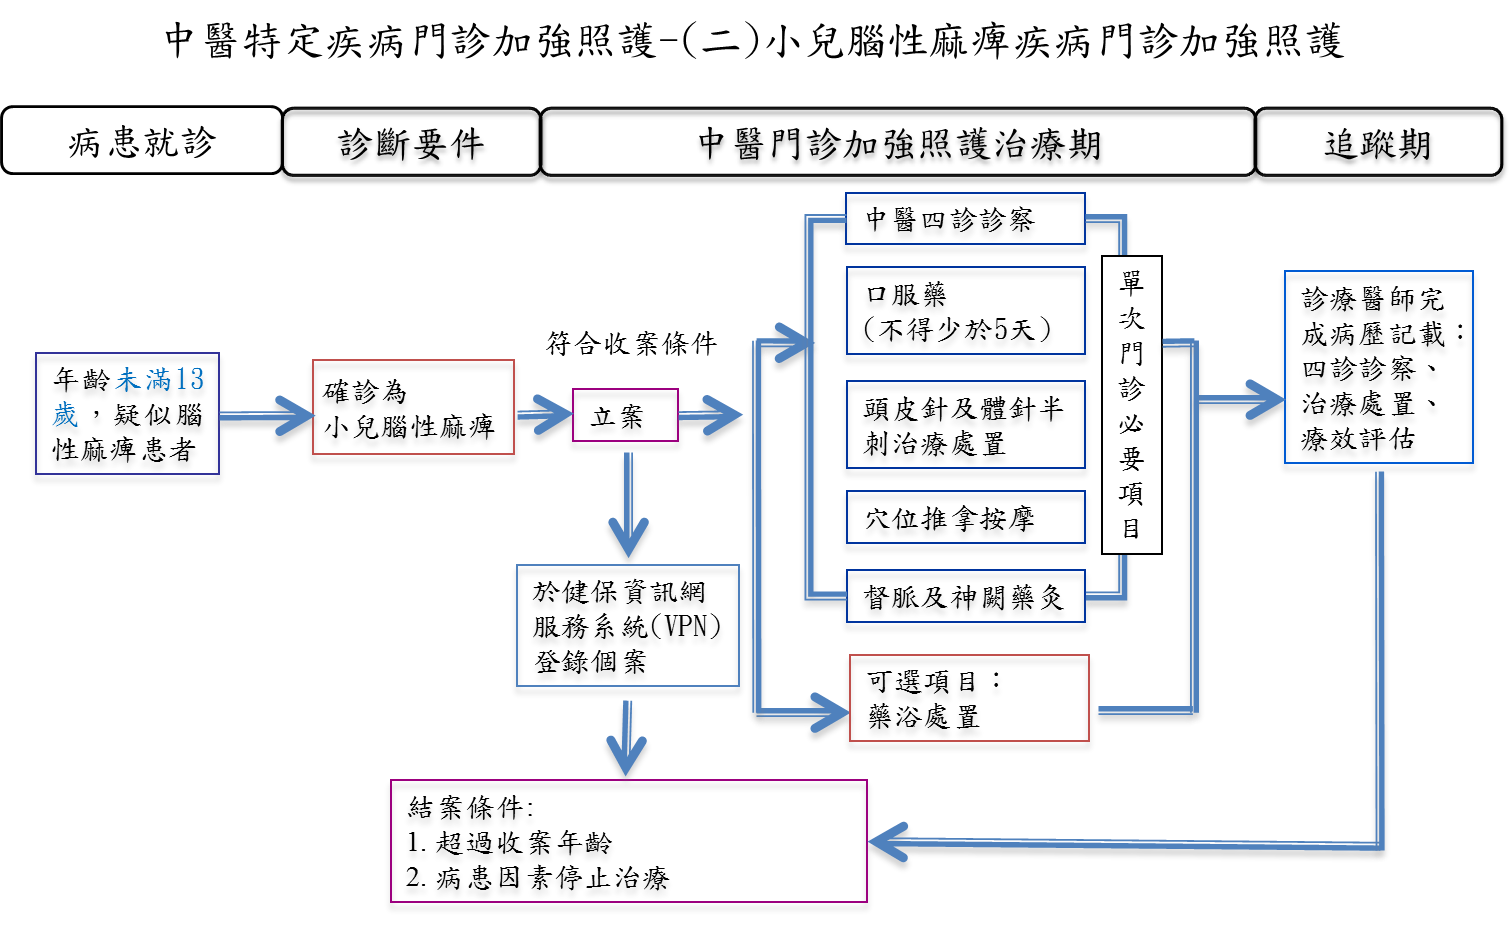 中醫特定疾病門診加強照護-(二)小兒腦性麻痺疾病門診加強照護
病患就診
診斷要件
中醫門診加強照護治療期
追蹤期
年齡未滿13
歲，疑似腦
性麻痺患者
確診為
小兒腦性麻痺
符合收案條件
立案
於健保資訊網
服務系統(VPN)
登錄個案
中醫四診診察
口服藥
(不得少於5天)
頭皮針及體針半
刺治療處置
穴位推拿按摩
督脈及神闕藥灸
單
次
門
診
必
要
項
目
可選項目：
藥浴處置
診療醫師完
成病歷記載：
四診診察、
治療處置、
療效評估
結案條件:
1. 超過收案年齡
2. 病患因素停止治療